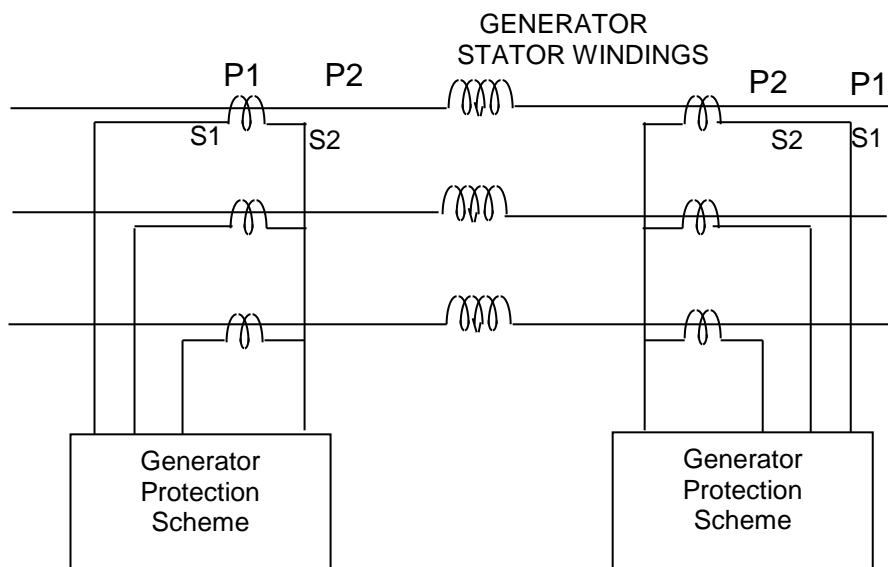 GENERATOR
STATOR WINDINGS
P1 P2 P2 P1
S1 S2 S2 S1
Generator
Protection
Scheme
Generator
Protection
Scheme